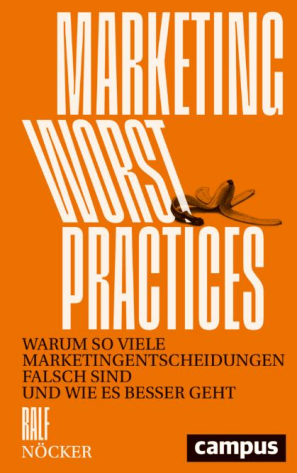 MARKETING
WORST
PRACTICES
WARUM SO VIELE
MARKETINGENTSCHEIDUNGEN
FALSCH SIND
UND WIE ES BESSER GEHT
RALF
NÖCKER
campus